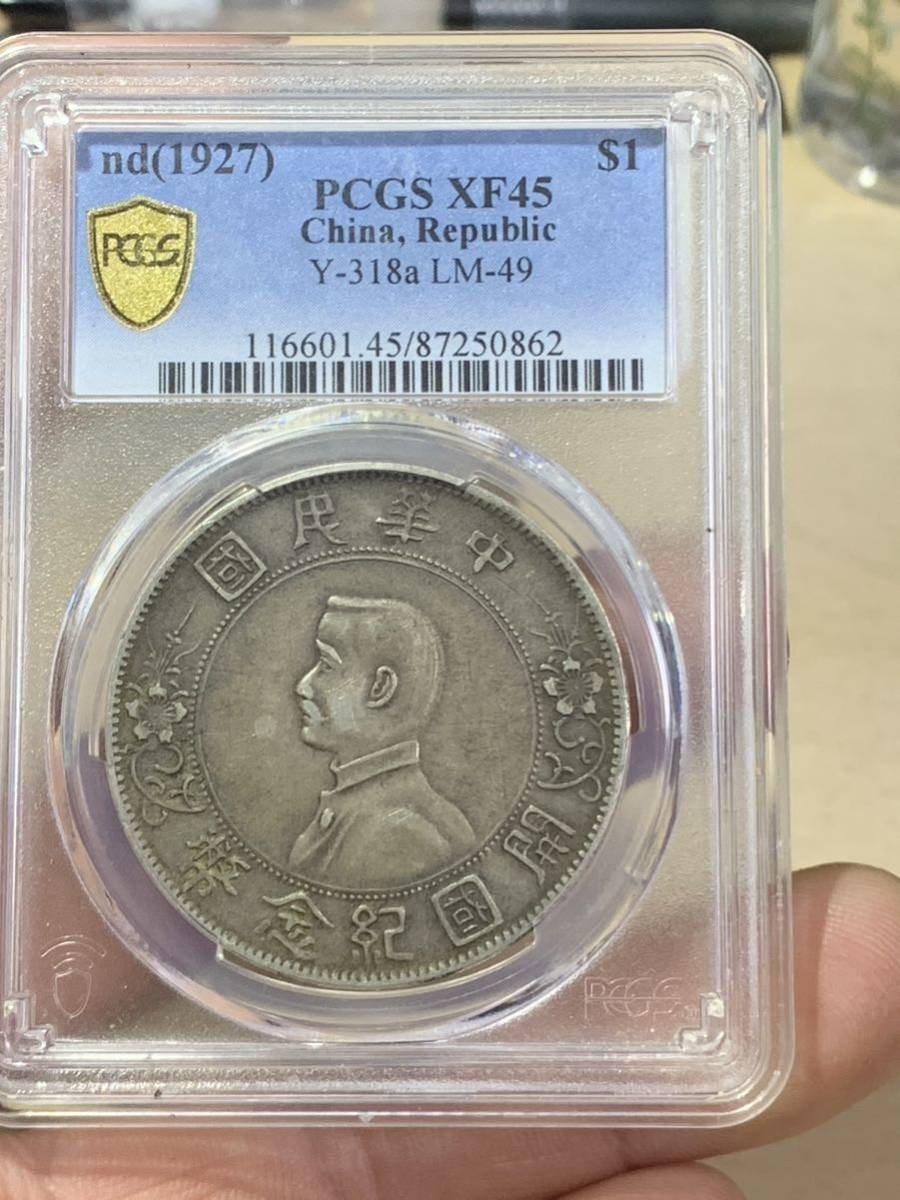 nd(1927) $1
PCGS XF45
China, Republic
Y-318a LM-49
PCGS
116601.45/87250862
中華民國
開國紀念幣
PCGS